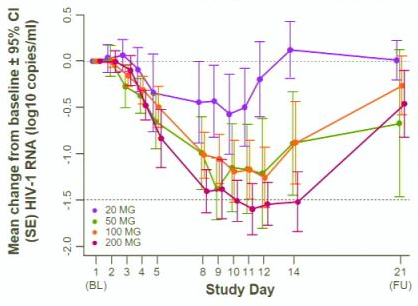 Mean change from baseline ± 95% CI
(SE) HIV-1 RNA (log10 copies/ml)
0.5
0.0
-0.5
-1.0
-1.5
-2.0
20 MG
50 MG
100 MG
200 MG
1 2 3 4 5 8 9 10 11 12 14 21
(BL) (FU)
Study Day